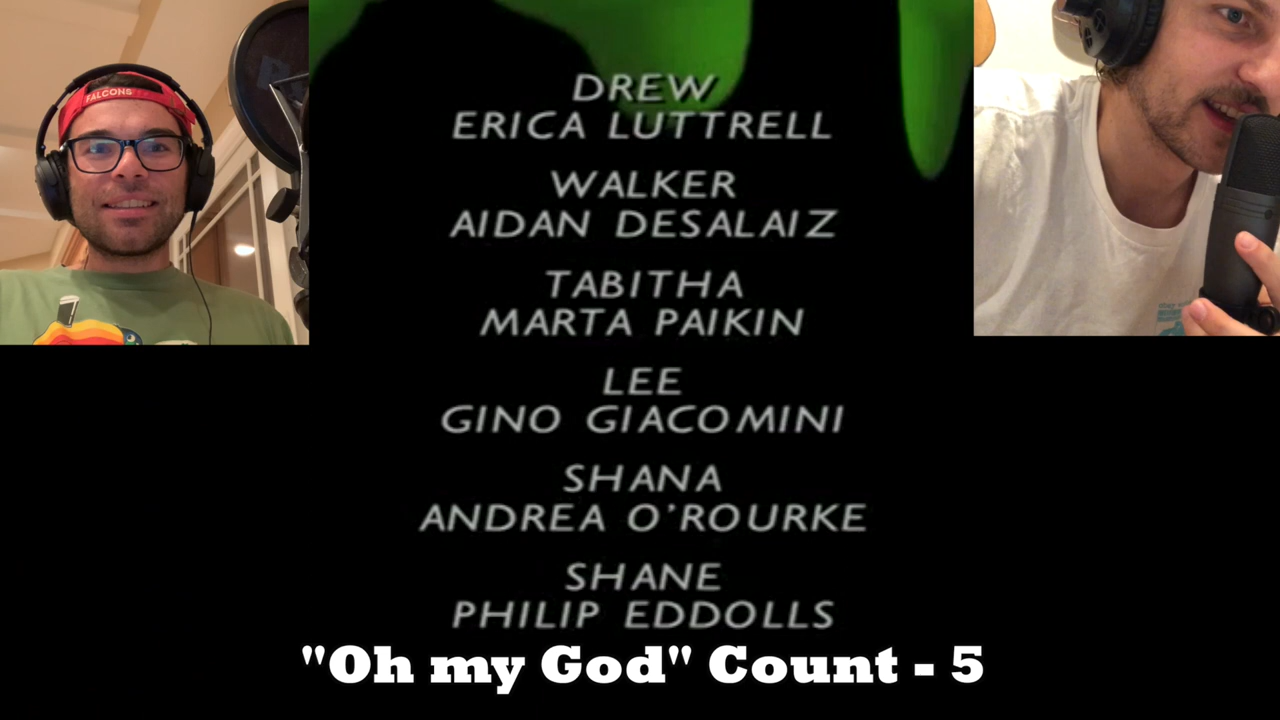 FALCONS
DREW
ERICA LUTTRELL
WALKER
AIDAN DESALAIZ
TABITHA
MARTA PAIKIN
LEE
GINO GIACOMINI
SHANA
ANDREA O'ROURKE
SHANE
PHILIP EDDOLLS
"Oh my God" Count - 5